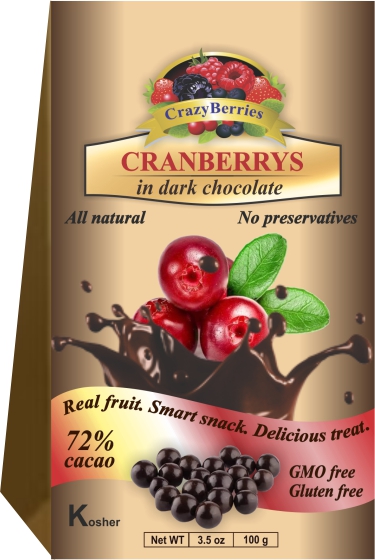 CrazyBerries
CRANBERRYS
in dark chocolate
All natural No preservatives
Real fruit. Smart snack. Delicious treat.
72%
cacao
GMO free
Gluten free
Kosher
Net WT 3.5 oz 100 g